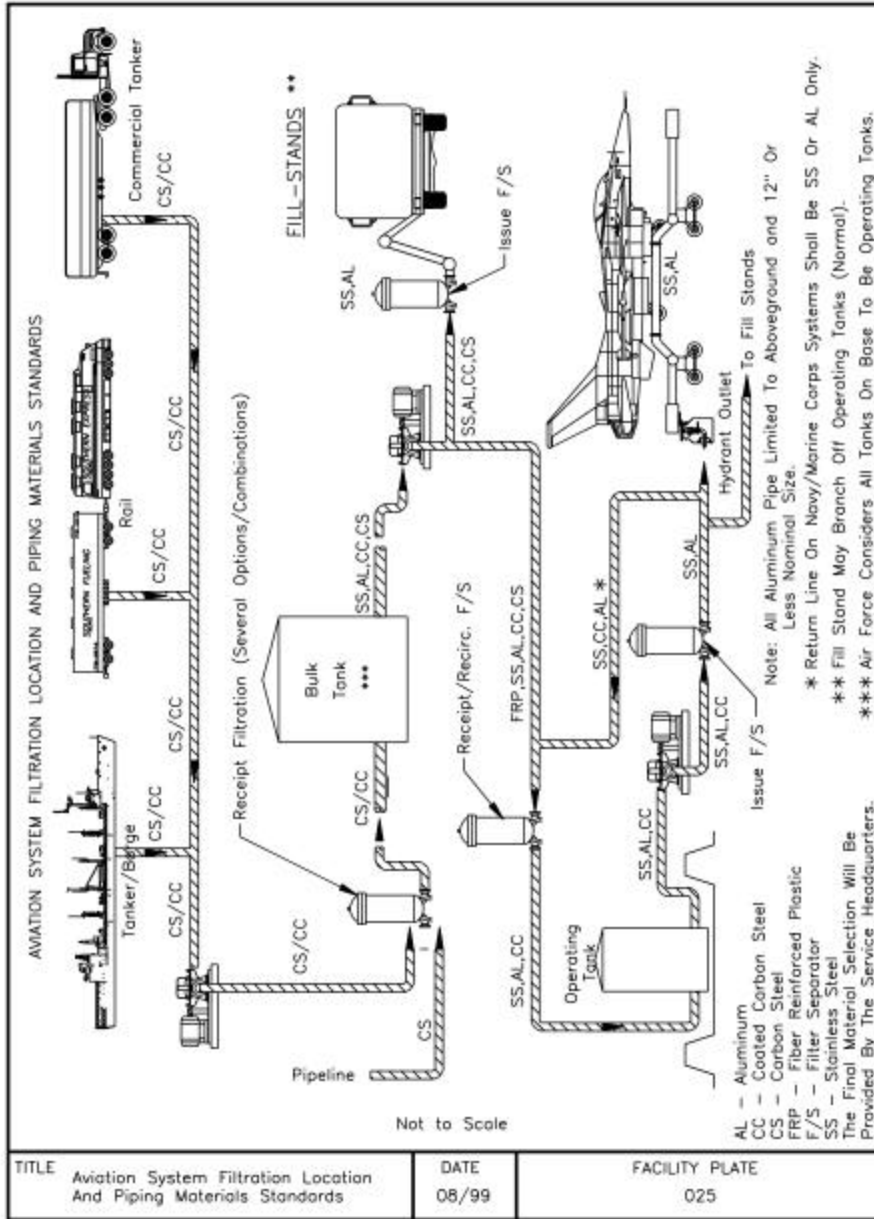 AVIATION SYSTEM FILTRATION LOCATION AND PIPING MATERIALS STANDARDS
Tanker/Barge
Rail
SOUTHERN FUELING
SOUTHERN EXPRESS
Commercial Tanker
CS/CC
CS/CC
CS/CC
CS/CC
CS/CC
CS/CC
CS/CC
Pipeline
CS
Receipt Filtration (Several Options/Combinations)
CS/CC
Bulk
Tank
***
SS,AL,CC,CS
FILL-STANDS **
SS,AL
Issue F/S
SS,AL,CC,CS
FRP,SS,AL,CC,CS
Receipt/Recirc. F/S
SS,AL,CC
SS,CC,AL *
Operating
Tank
SS,AL,CC
SS,AL,CC
Issue F/S
SS,AL
Hydrant Outlet
SS,AL
To Fill Stands
Note: All Aluminum Pipe Limited To Aboveground and 12" Or
Less Nominal Size.
* Return Line On Navy/Marine Corps Systems Shall Be SS Or AL Only.
** Fill Stand May Branch Off Operating Tanks (Normal).
*** Air Force Considers All Tanks On Base To Be Operating Tanks.
AL - Aluminum
CC - Coated Carbon Steel
CS - Carbon Steel
FRP - Fiber Reinforced Plastic
F/S - Filter Separator
SS - Stainless Steel
The Final Material Selection Will Be
Provided By The Service Headquarters.
Not to Scale
TITLE
Aviation System Filtration Location
And Piping Materials Standards
DATE
08/99
FACILITY PLATE
025